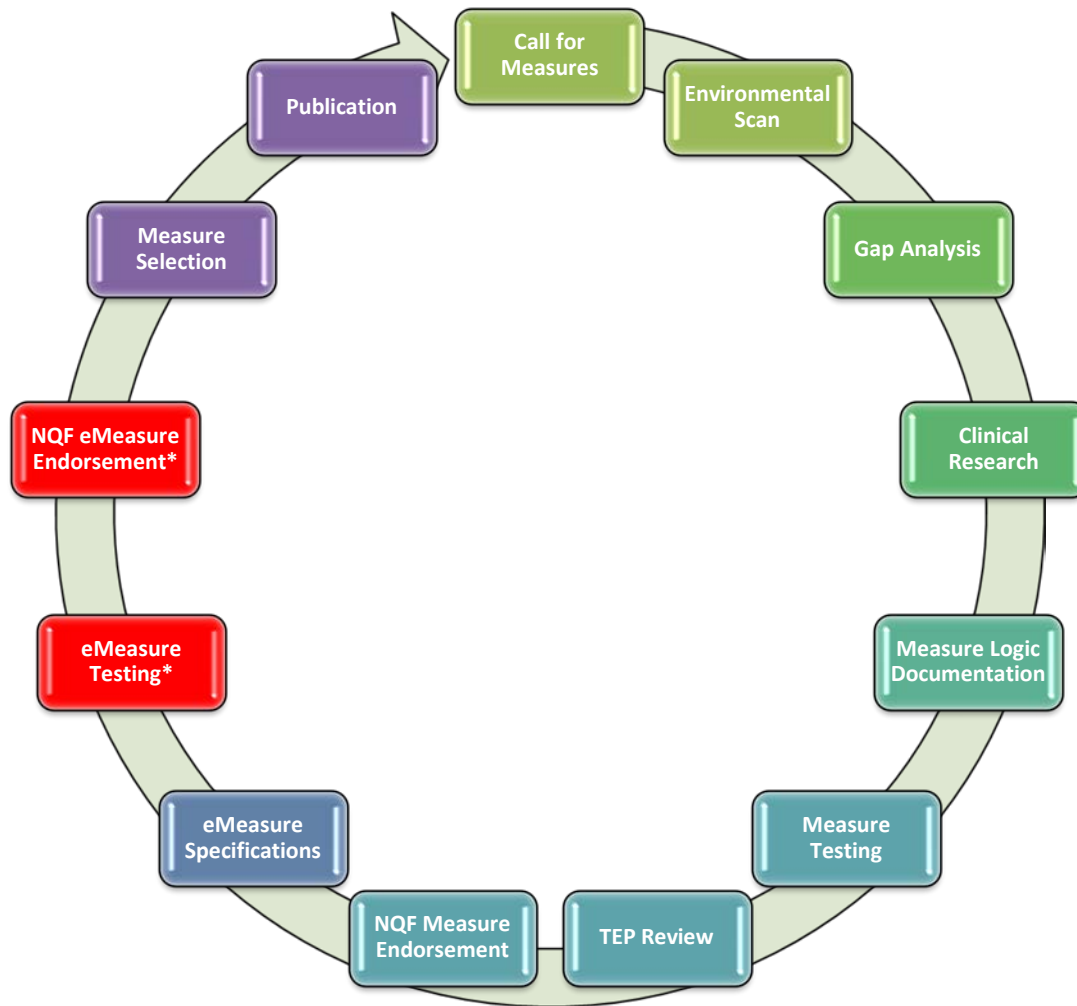 Call for
Measures
Environmental
Scan
Gap Analysis
Clinical
Research
Measure Logic
Documentation
Measure
Testing
TEP Review
NQF Measure
Endorsement
eMeasure
Specifications
eMeasure
Testing*
NQF eMeasure
Endorsement*
Measure
Selection
Publication